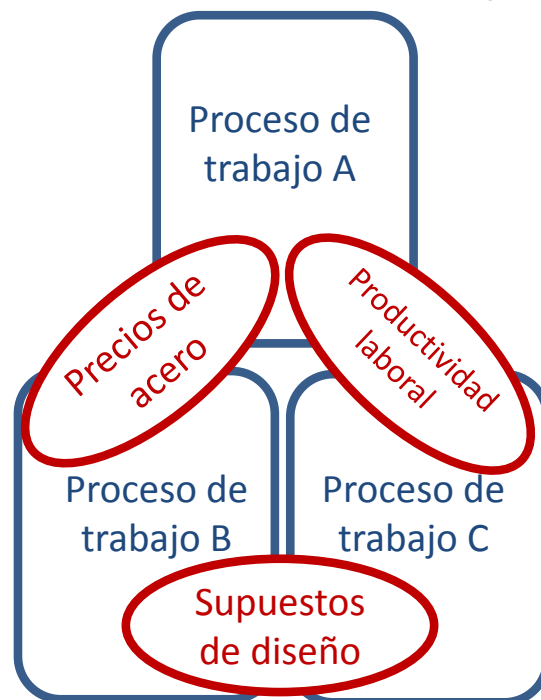 Proceso de
trabajo A
Precios de
acero
Productividad
laboral
Proceso de
trabajo B
Proceso de
trabajo C
Supuestos
de diseño